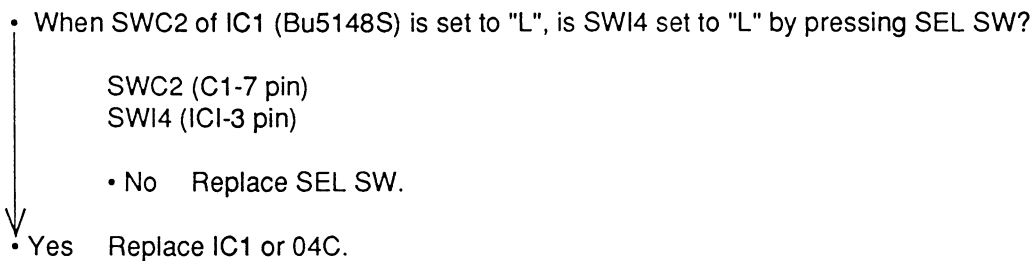 • When SWC2 of IC1 (Bu5148S) is set to "L", is SWI4 set to "L" by pressing SEL SW?
SWC2 (C1-7 pin)
SWI4 (ICI-3 pin)
• No Replace SEL SW.
• Yes Replace IC1 or 04C.